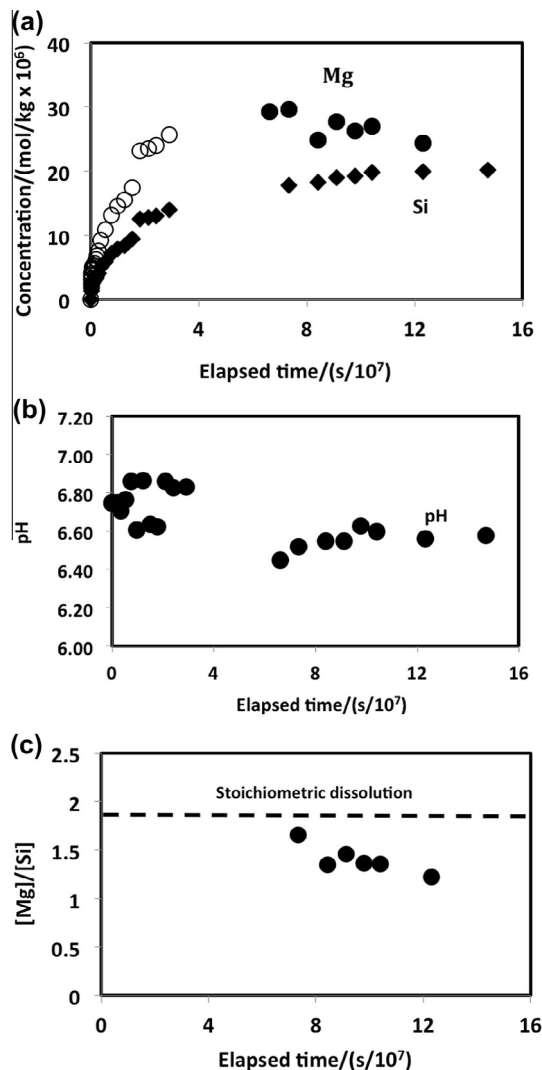 (a)
40
30
20
10
0
Concentration/(mol/kg x 10⁶)
Mg
Si
0 4 8 12 16
Elapsed time/(s/10⁷)
(b)
7.20
7.00
6.80
6.60
6.40
6.20
6.00
pH
pH
0 4 8 12 16
Elapsed time/(s/10⁷)
(c)
2.5
2
1.5
1
0.5
0
[Mg]/[Si]
Stoichiometric dissolution
0 4 8 12 16
Elapsed time/(s/10⁷)